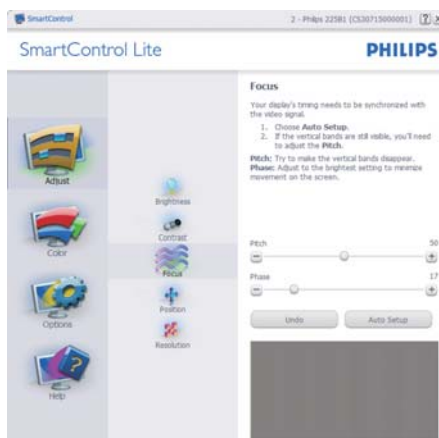 SmartControl
2 - Philips 225B1 (CS30715000001)
SmartControl Lite
PHILIPS
Adjust
Color
Options
Help
Brightness
Contrast
Focus
Position
Resolution
Focus
Your display's timing needs to be synchronized with
the video signal.
1. Choose Auto Setup.
2. If the vertical bands are still visible, you'll need
to adjust the Pitch.
Pitch: Try to make the vertical bands disappear.
Phase: Adjust to the brightest setting to minimize
movement on the screen.
Pitch
50
Phase
17
Undo
Auto Setup